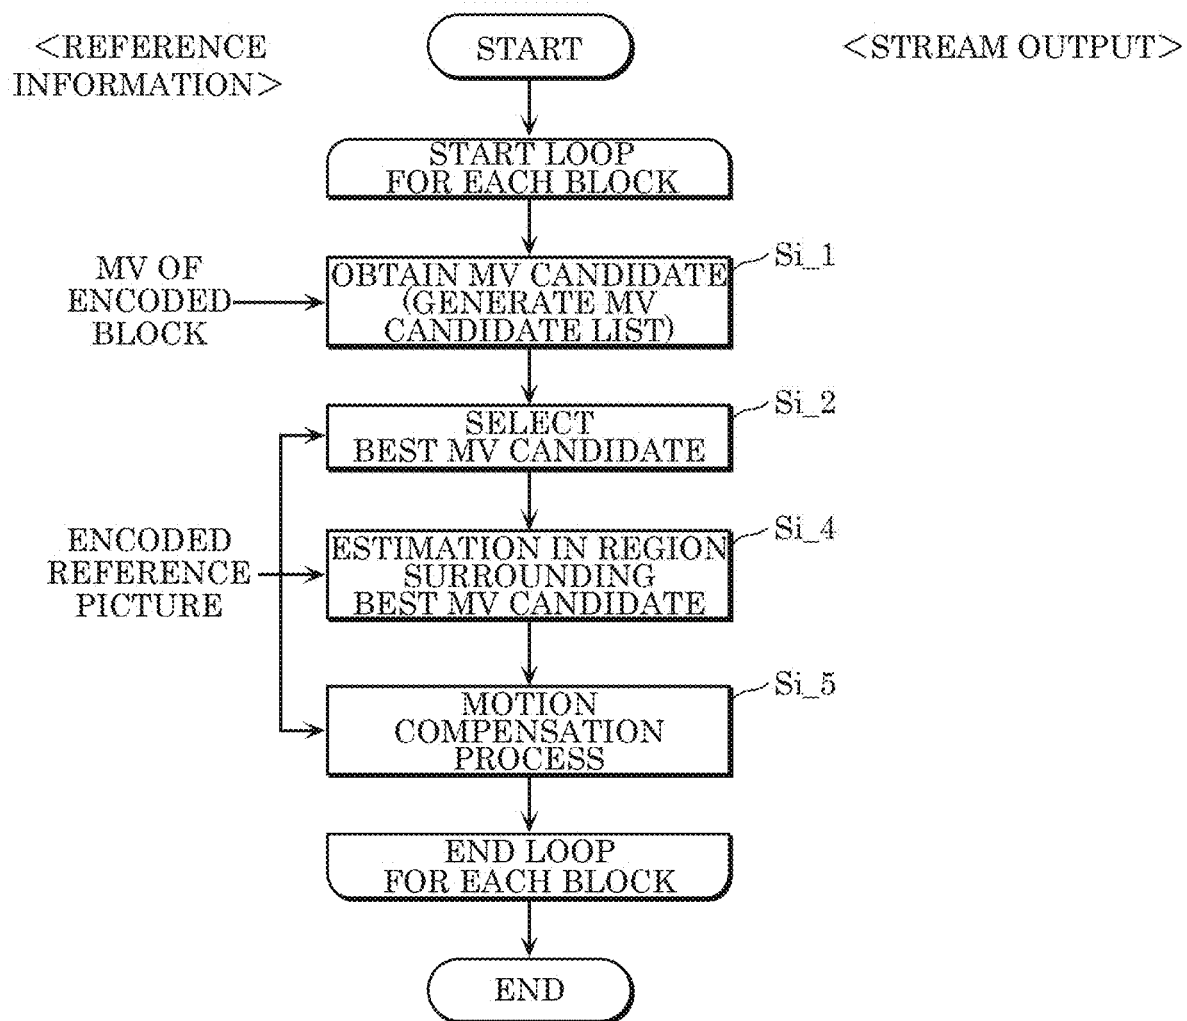 <REFERENCE
INFORMATION>
START
<STREAM OUTPUT>
START LOOP
FOR EACH BLOCK
MV OF
ENCODED
BLOCK
OBTAIN MV CANDIDATE
(GENERATE MV
CANDIDATE LIST)
Si_1
SELECT
BEST MV CANDIDATE
Si_2
ENCODED
REFERENCE
PICTURE
ESTIMATION IN REGION
SURROUNDING
BEST MV CANDIDATE
Si_4
MOTION
COMPENSATION
PROCESS
Si_5
END LOOP
FOR EACH BLOCK
END